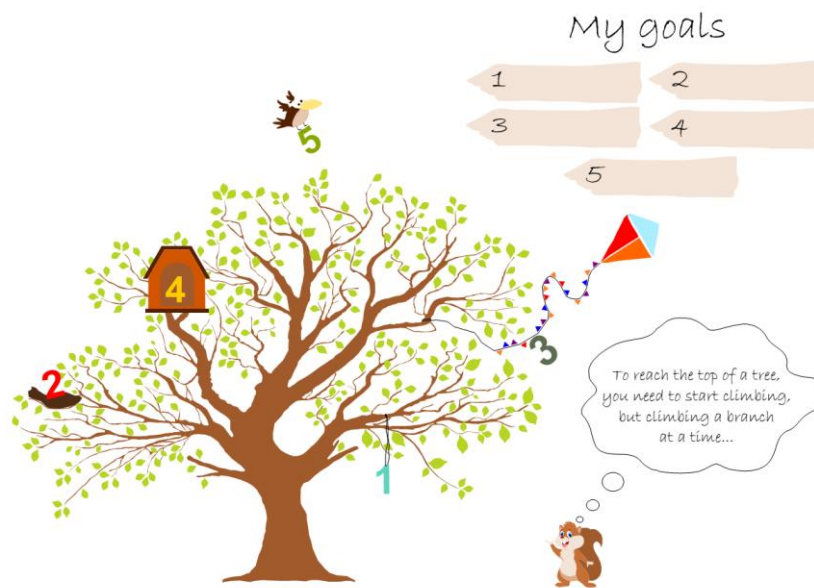 My goals
1
2
3
4
5
5
4
2
3
1
To reach the top of a tree,
you need to start climbing,
but climbing a branch
at a time...